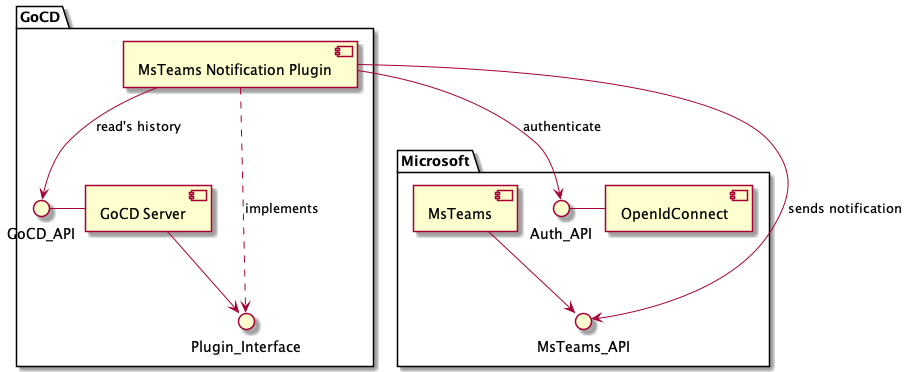 GoCD
MsTeams Notification Plugin
read's history
authenticate
Microsoft
GoCD Server
MsTeams
OpenIdConnect
implements
sends notification
GoCD_API
Auth_API
Plugin_Interface
MsTeams_API